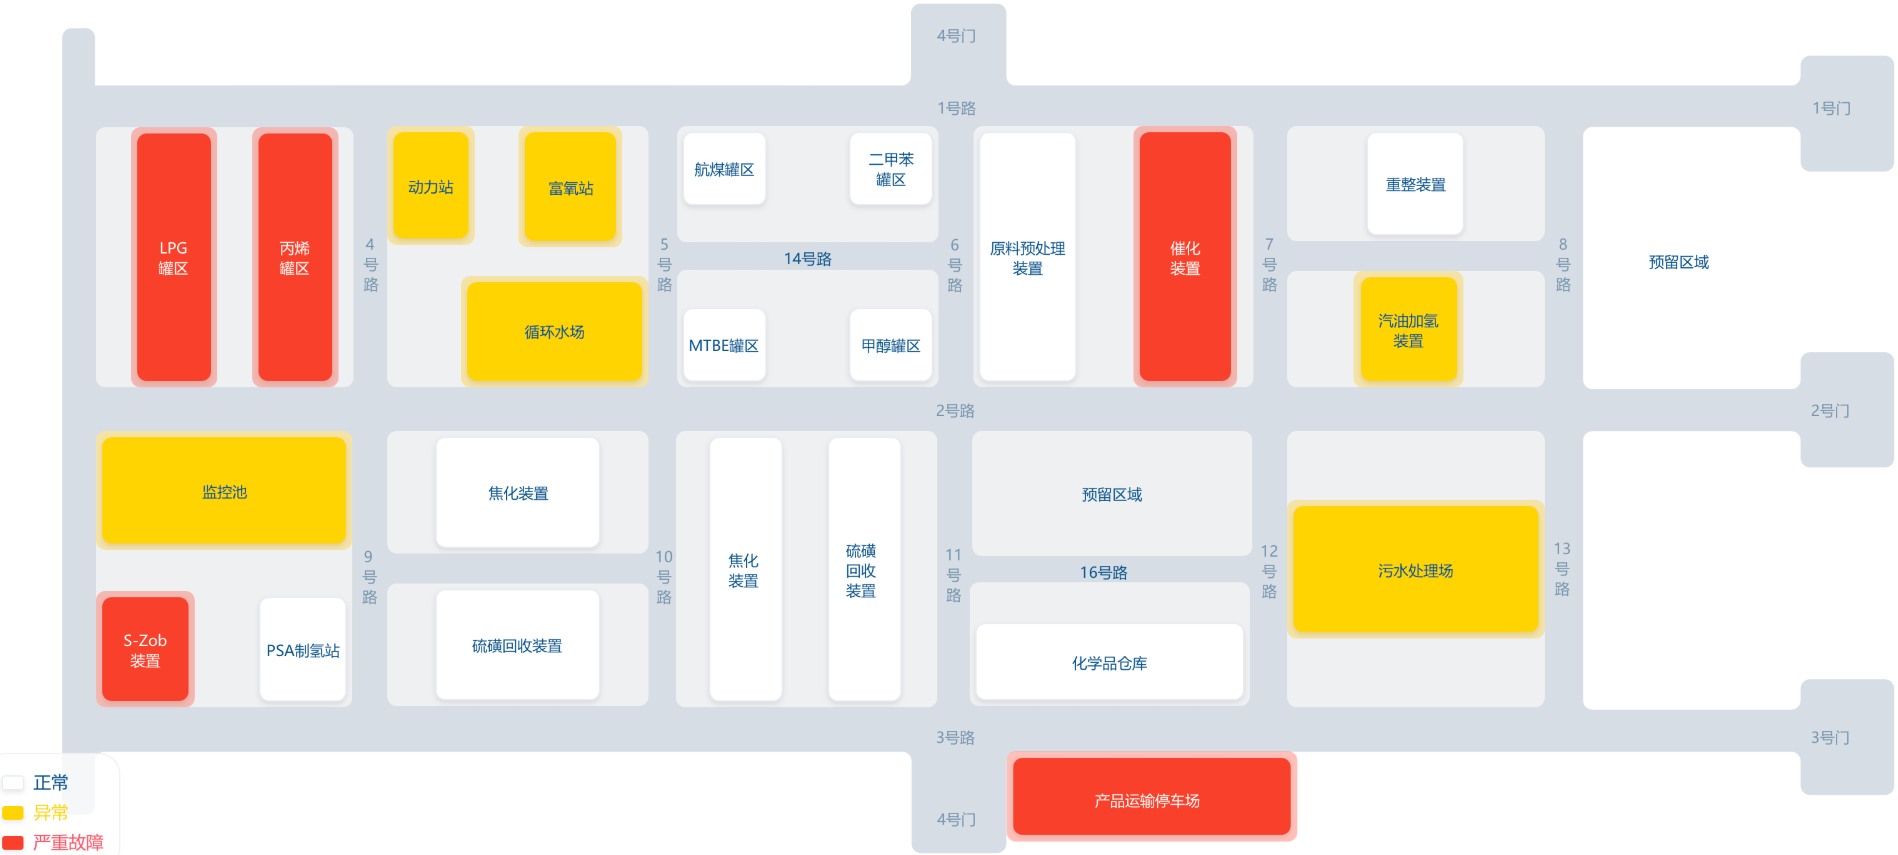 4号门
1号路
1号门
LPG
罐区
丙烯
罐区
4
号
路
动力站
富氧站
循环水场
5
号
路
航煤罐区
二甲苯
罐区
14号路
MTBE罐区
甲醇罐区
6
号
路
原料预处理
装置
催化
装置
7
号
路
重整装置
汽油加氢
装置
8
号
路
预留区域
2号路
2号门
监控池
S-Zob
装置
PSA制氢站
9
号
路
焦化装置
硫磺回收装置
10
号
路
焦化
装置
硫磺
回收
装置
11
号
路
预留区域
16号路
化学品仓库
12
号
路
污水处理场
13
号
路
3号路
3号门
产品运输停车场
4号门
正常
异常
严重故障